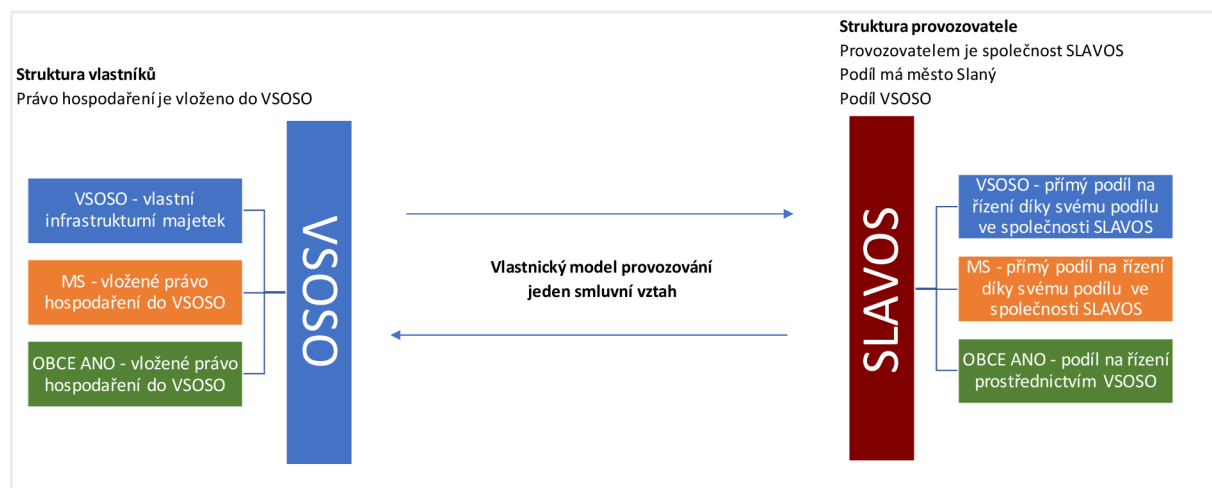 Struktura vlastníků
Právo hospodaření je vloženo do VSOSO
VSOSO - vlastní
infrastrukturní majetek
MS - vložené právo
hospodaření do VSOSO
OBCE ANO - vložené právo
hospodaření do VSOSO
VSOSO
Vlastnický model provozování
jeden smluvní vztah
Struktura provozovatele
Provozovatelem je společnost SLAVOS
Podíl má město Slaný
Podíl VSOSO
SLAVOS
VSOSO - přímý podíl na
řízení díky svému podílu
ve společnosti SLAVOS
MS - přímý podíl na řízení
díky svému podílu ve
společnosti SLAVOS
OBCE ANO - podíl na řízení
prostřednictvím VSOSO